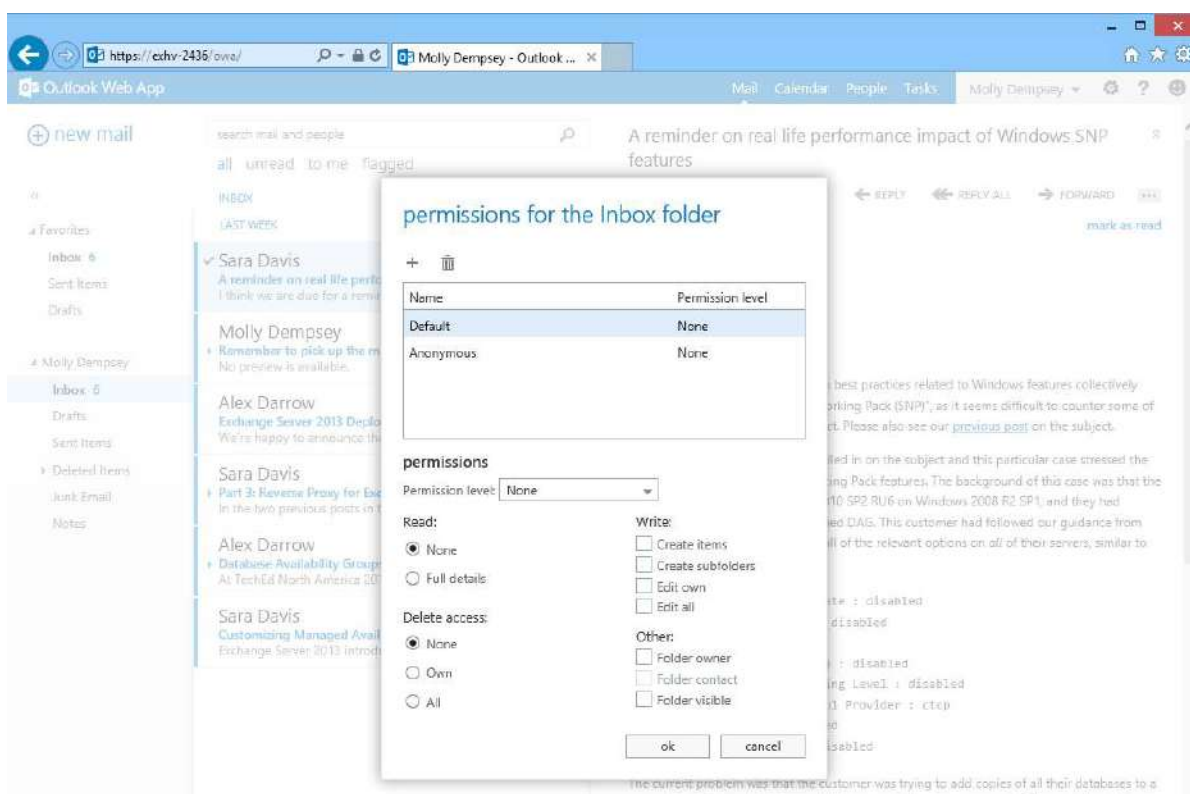 https://exhv-2436/owa/
Molly Dempsey - Outlook ...
Outlook Web App
Mail Calendar People Tasks Molly Dempsey
new mail
search mail and people
all unread to me flagged
INBOX
LAST WEEK
Favorites
Inbox 6
Sent Items
Drafts
Molly Dempsey
Inbox 6
Drafts
Sent Items
Deleted Items
Junk Email
Notes
Sara Davis
A reminder on real life perfo
I think we are due for a remi
Molly Dempsey
Remember to pick up the m
No preview is available.
Alex Darrow
Exchange Server 2013 Deplo
We're happy to announce th
Sara Davis
Part 3: Reverse Proxy for Exc
In the two previous posts in t
Alex Darrow
Database Availability Group
At TechEd North America 20
Sara Davis
Customizing Managed Avail
Exchange Server 2013 introd
permissions for the Inbox folder
Name Permission level
Default None
Anonymous None
permissions
Permission level: None
Read:
None
Full details
Delete access:
None
Own
All
Write:
Create items
Create subfolders
Edit own
Edit all
Other:
Folder owner
Folder contact
Folder visible
ok cancel
A reminder on real life performance impact of Windows SNP
features
REPLY REPLY ALL FORWARD
mark as read
best practices related to Windows features collectively
orking Pack (SNP)", as it seems difficult to counter some of
ct. Please also see our previous post on the subject.
lled in on the subject and this particular case stressed the
ing Pack features. The background of this case was that the
010 SP2 RU6 on Windows 2008 R2 SP1, and they had
ed DAG. This customer had followed our guidance from
ll of the relevant options on all of their servers, similar to
ate : disabled
disabled
: disabled
ing Level : disabled
l Provider : ctcp
ed
isabled
The current problem was that the customer was trying to add copies of all their databases to a